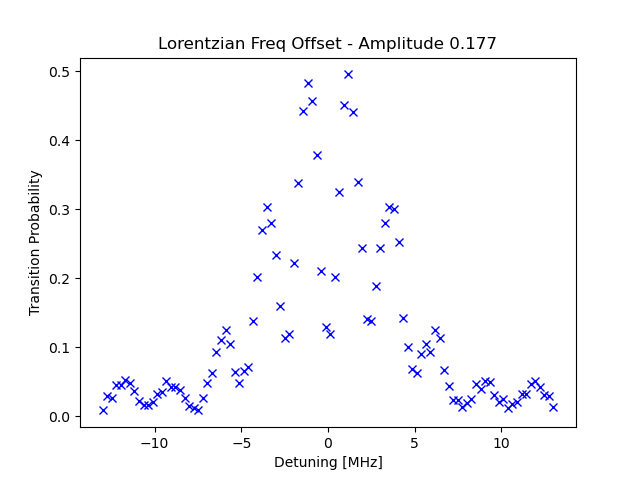 Lorentzian Freq Offset - Amplitude 0.177
0.5
0.4
0.3
0.2
0.1
0.0
Transition Probability
−10 −5 0 5 10
Detuning [MHz]